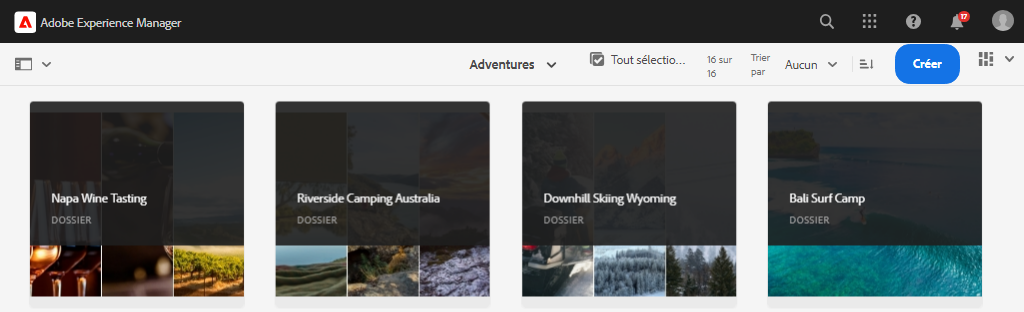 Adobe Experience Manager
17
Adventures
Tout sélectio...
16 sur
16
Trier
par
Aucun
Créer
Napa Wine Tasting
DOSSIER
Riverside Camping Australia
DOSSIER
Downhill Skiing Wyoming
DOSSIER
Bali Surf Camp
DOSSIER